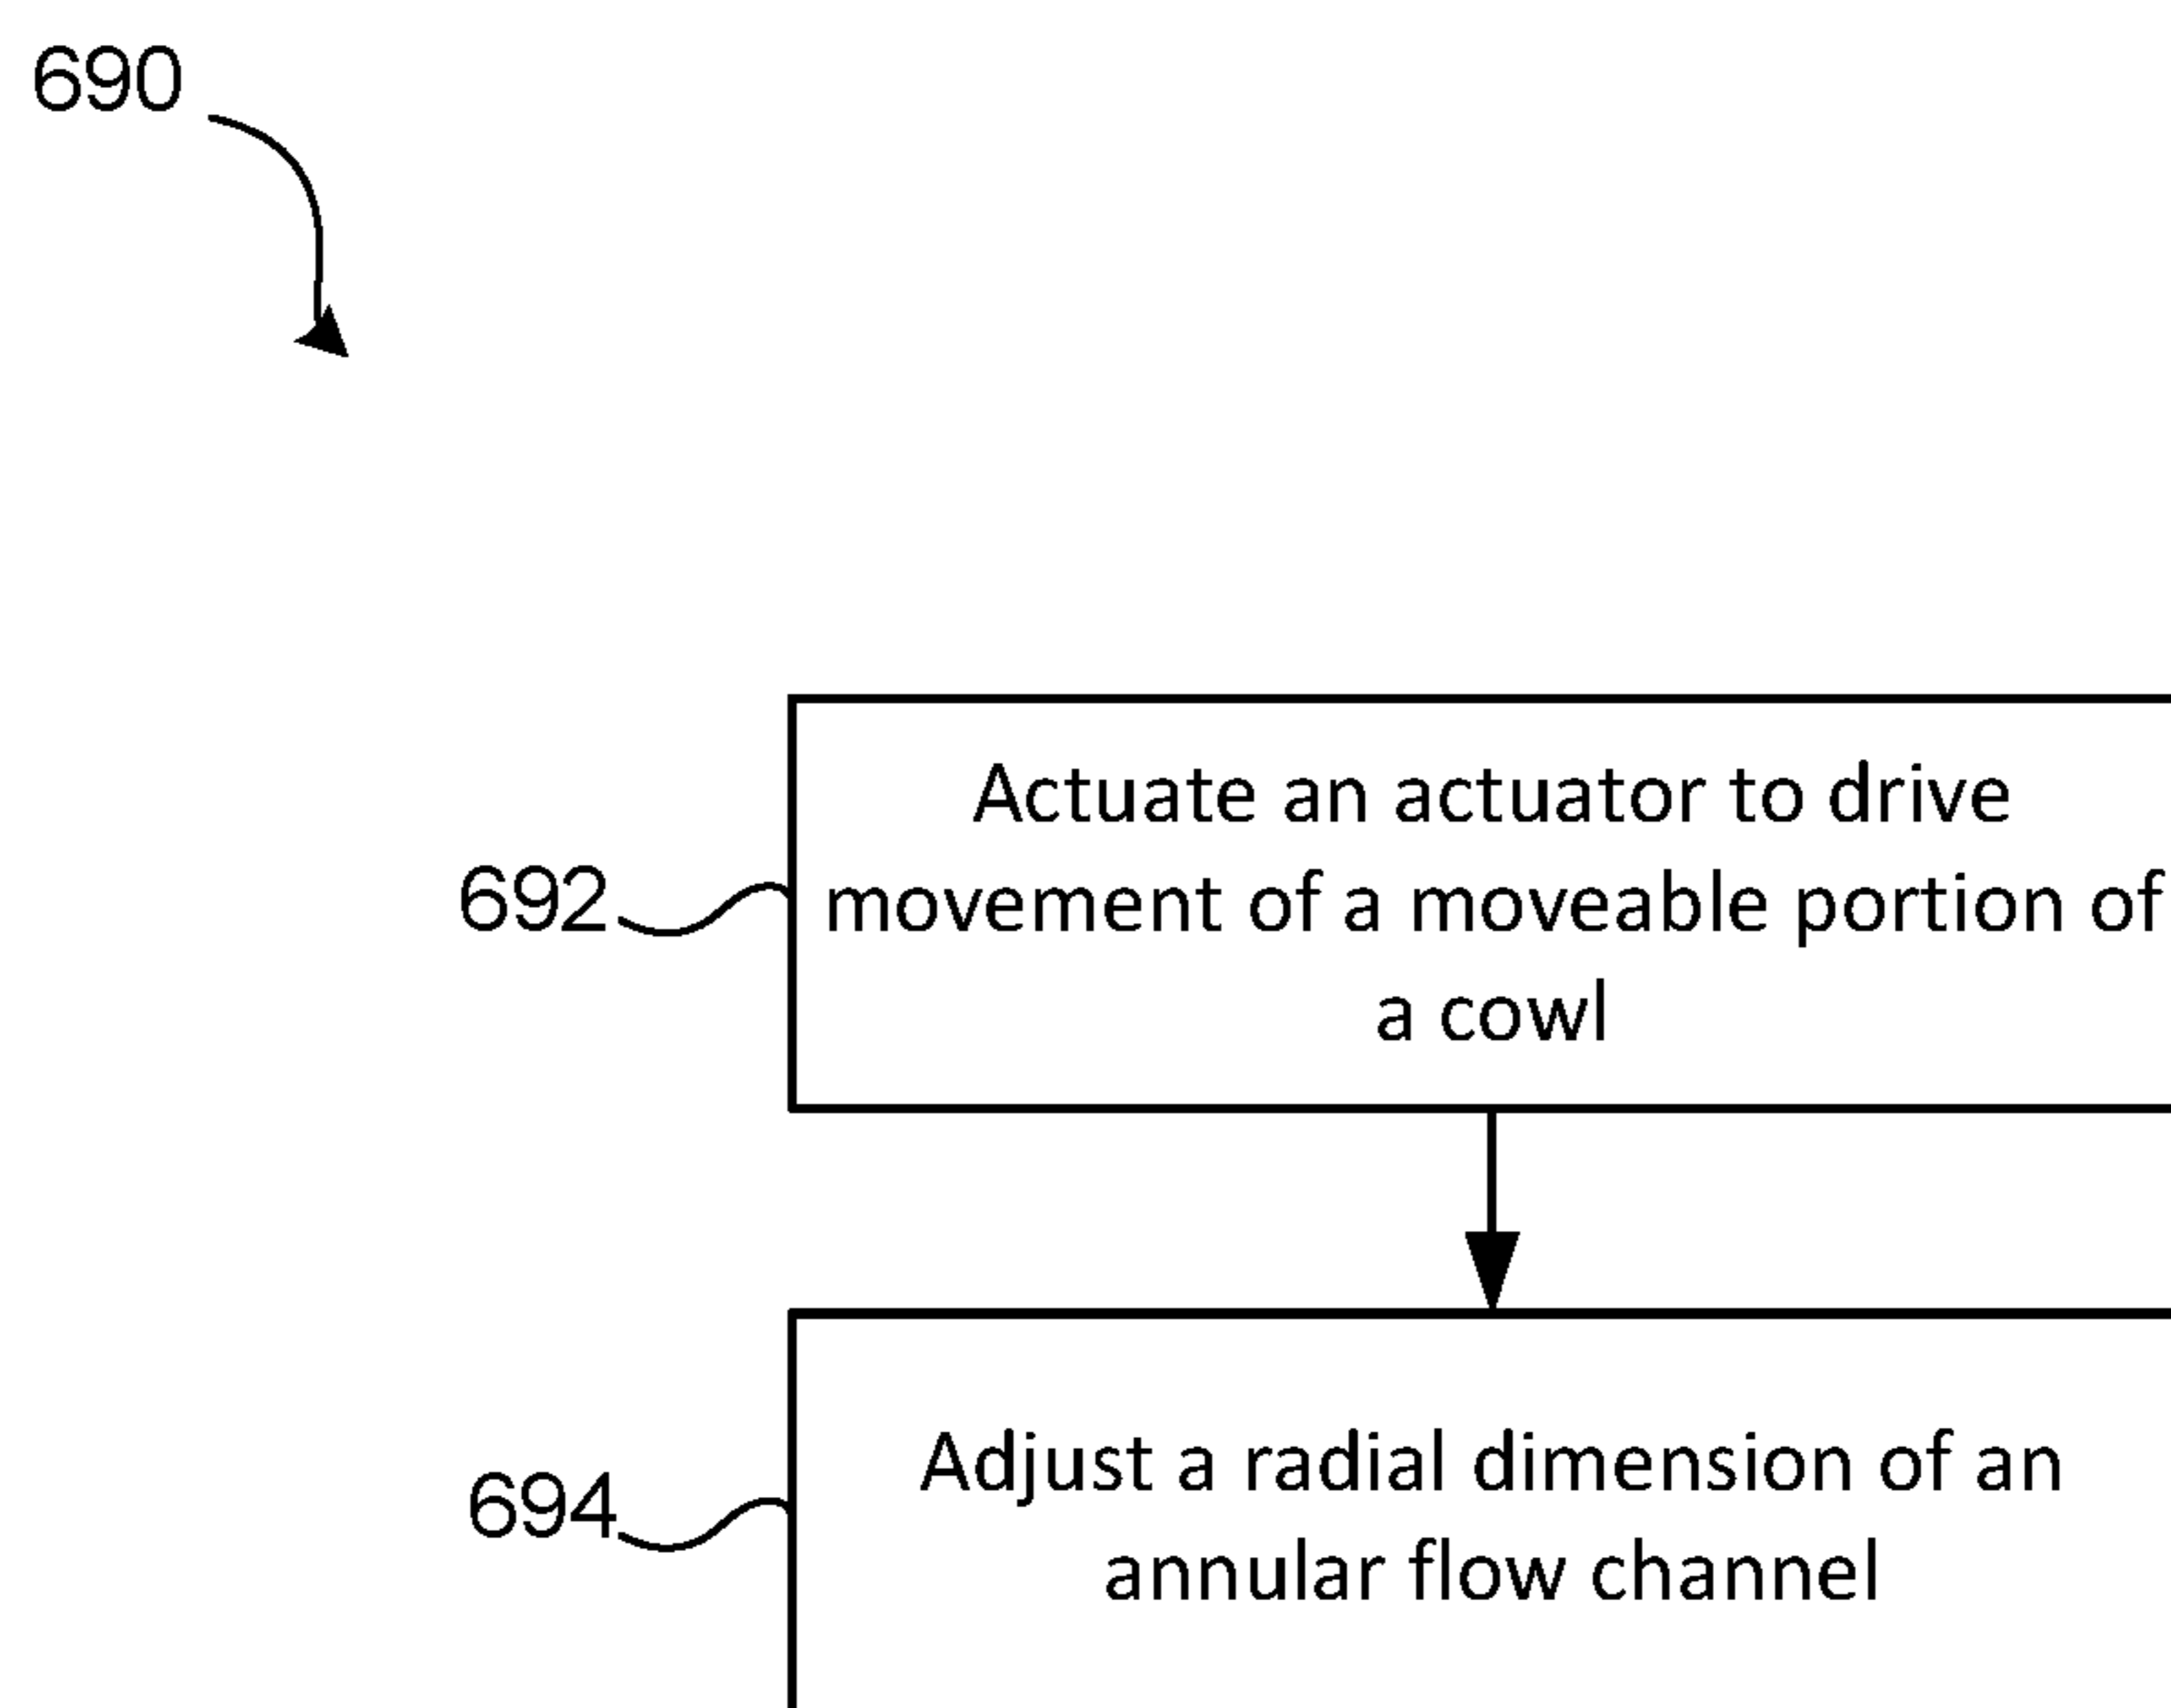 690
Actuate an actuator to drive
692
movement of a moveable portion of
a cowl
Adjust a radial dimension of an
694
annular flow channel